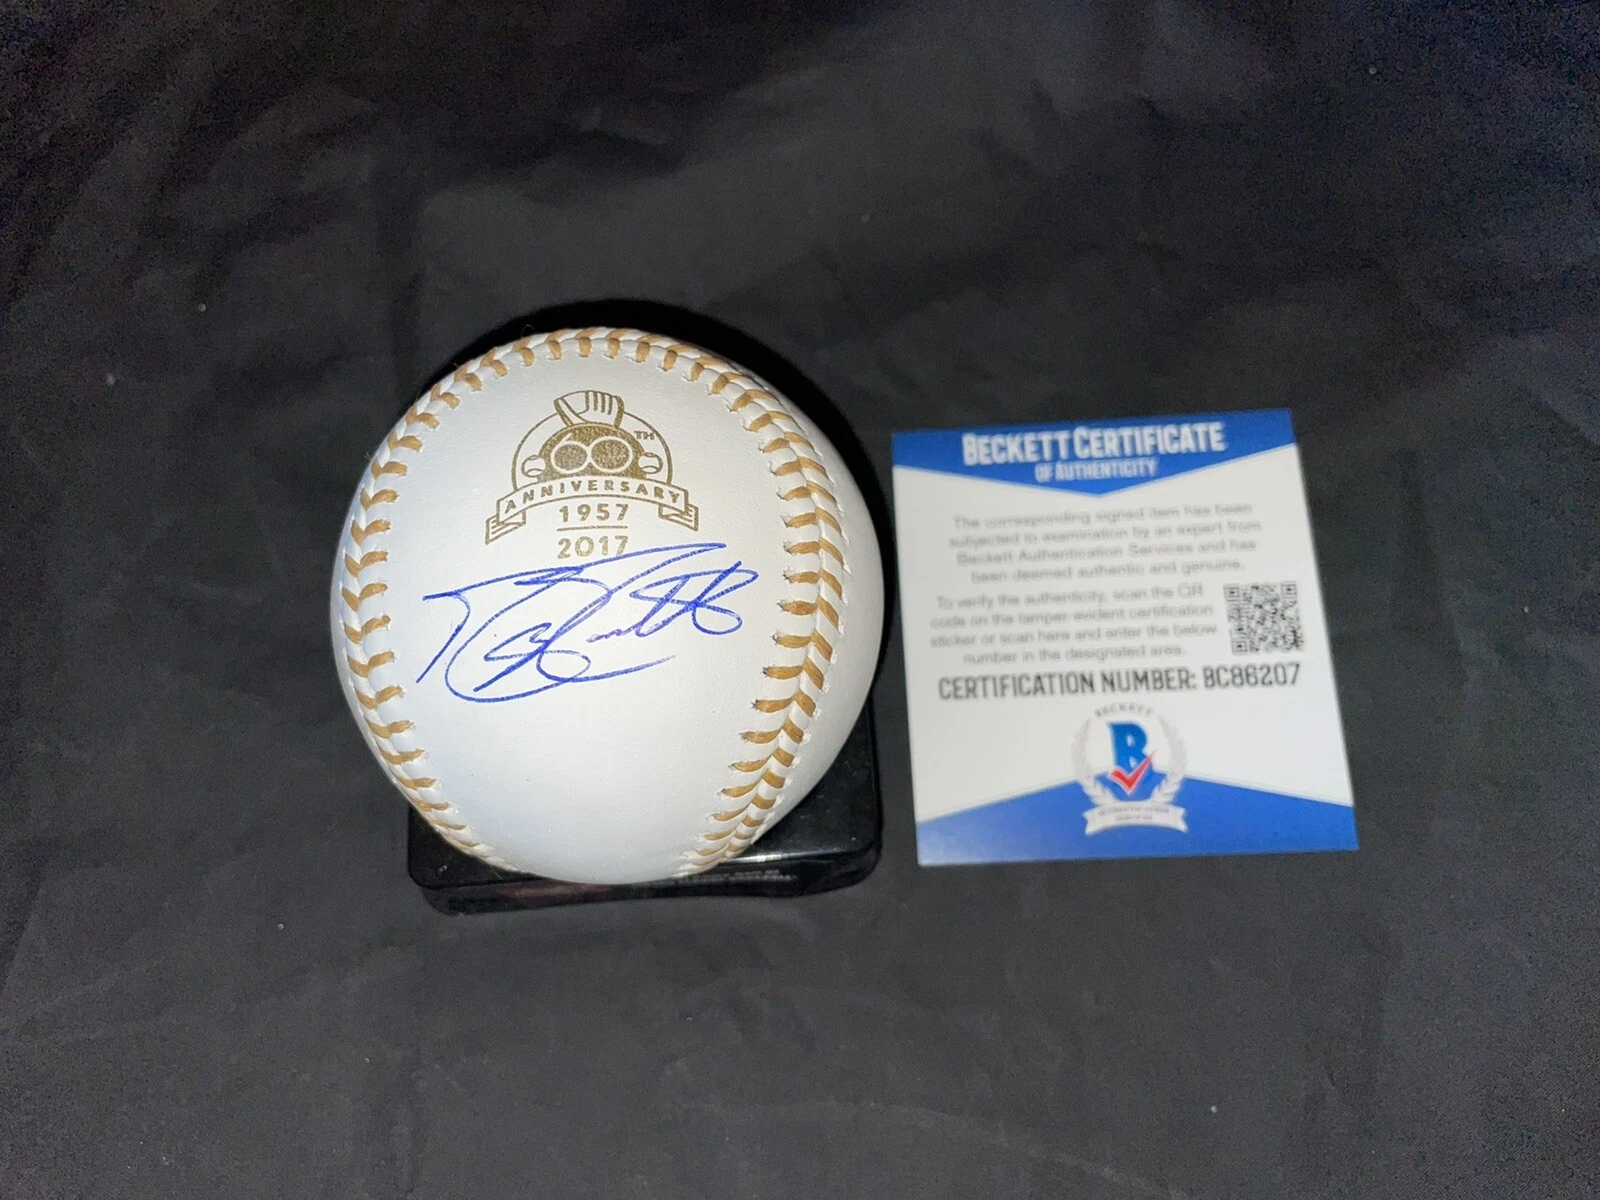 60TH
ANNIVERSARY
1957
2017
BECKETT CERTIFICATE
OF AUTHENTICITY
The corresponding signed item has been
subjected to examination by an expert from
Beckett Authentication Services and has
been deemed authentic and genuine.
To verify the authenticity, scan the QR
code on the tamper-evident certification
sticker or scan here and enter the below
number in the designated area.
CERTIFICATION NUMBER: BC86207
BECKETT
B